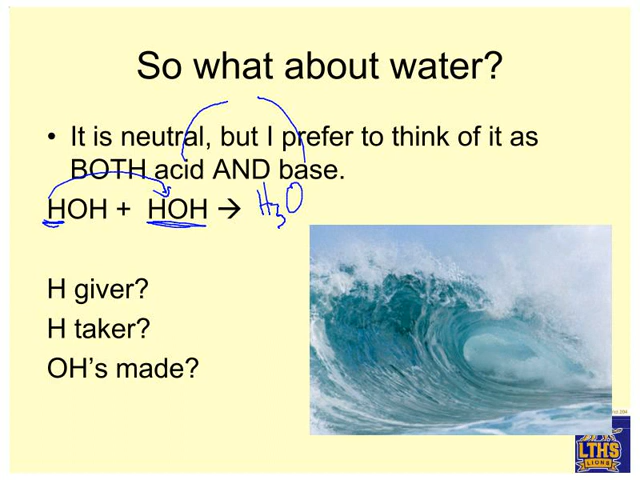 So what about water?
• It is neutral, but I prefer to think of it as
BOTH acid AND base.
HOH + HOH → H3O
H giver?
H taker?
OH's made?
LTHS
LIONS